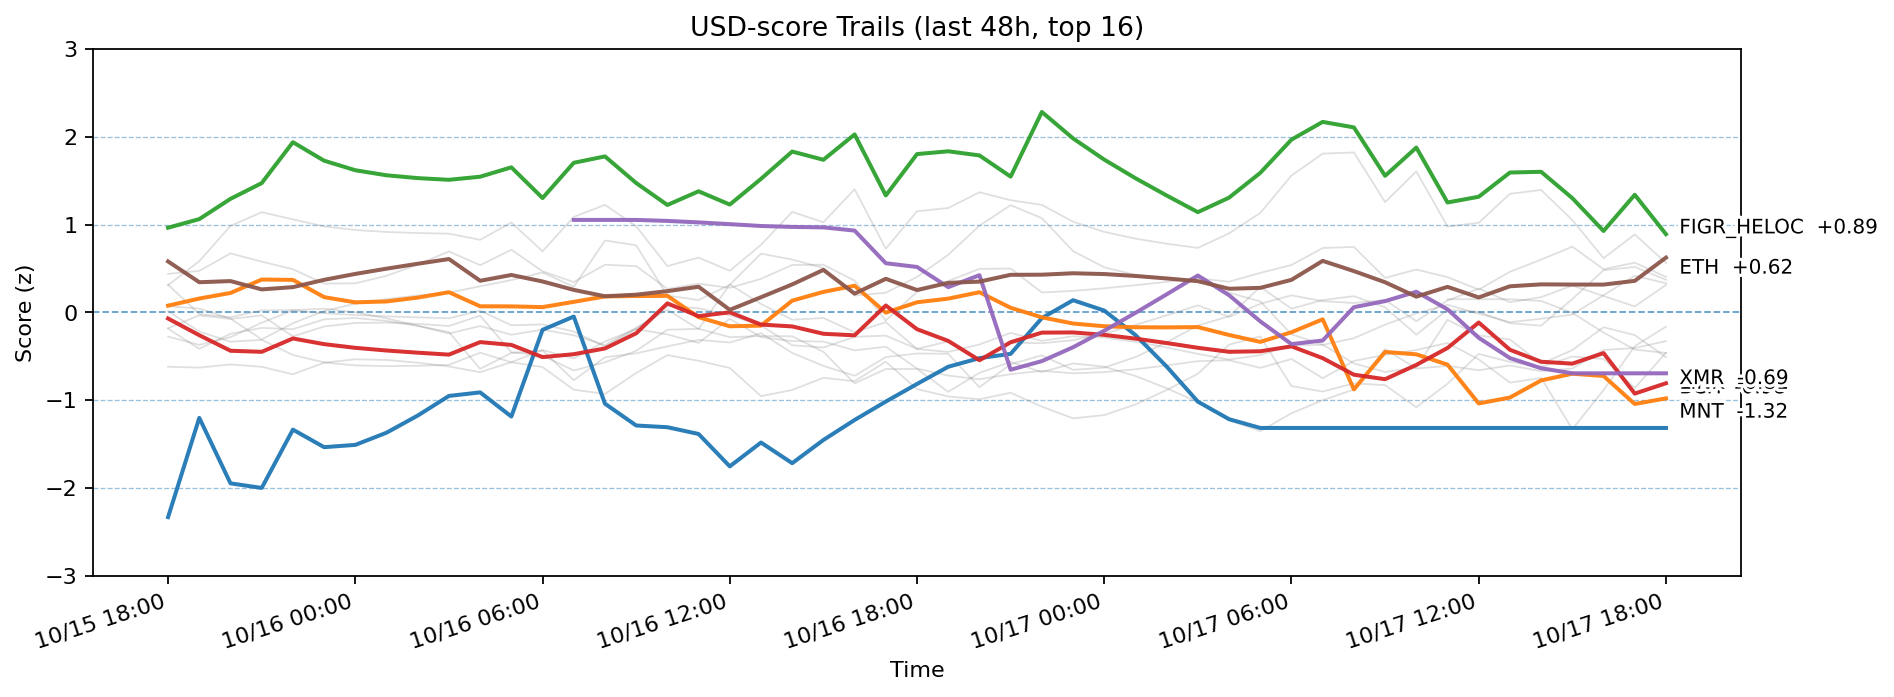 USD-score Trails (last 48h, top 16)
3
2
1
0
−1
−2
−3
Score (z)
FIGR_HELOC +0.89
ETH +0.62
XMR -0.69
MNT -1.32
10/15 18:00
10/16 00:00
10/16 06:00
10/16 12:00
10/16 18:00
10/17 00:00
10/17 06:00
10/17 12:00
10/17 18:00
Time